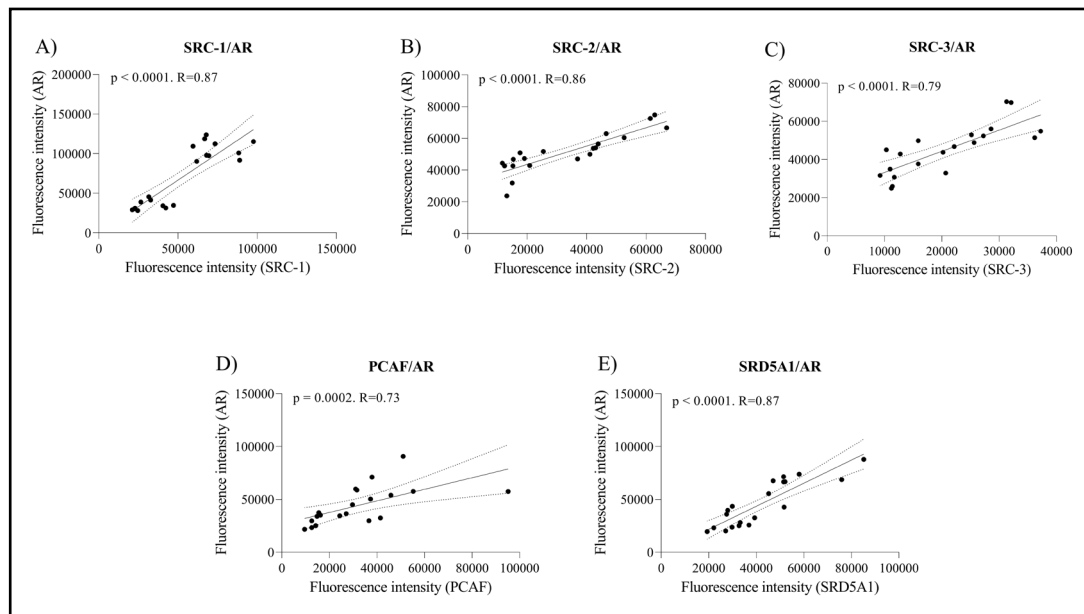 A)
SRC-1/AR
p < 0.0001. R=0.87
Fluorescence intensity (AR)
200000
150000
100000
50000
0
0 50000 100000 150000
Fluorescence intensity (SRC-1)
B)
SRC-2/AR
p < 0.0001. R=0.86
Fluorescence intensity (AR)
100000
80000
60000
40000
20000
0
0 20000 40000 60000 80000
Fluorescence intensity (SRC-2)
C)
SRC-3/AR
p < 0.0001. R=0.79
Fluorescence intensity (AR)
80000
60000
40000
20000
0
0 10000 20000 30000 40000
Fluorescence intensity (SRC-3)
D)
PCAF/AR
p = 0.0002. R=0.73
Fluorescence intensity (AR)
150000
100000
50000
0
0 20000 40000 60000 80000 100000
Fluorescence intensity (PCAF)
E)
SRD5A1/AR
p < 0.0001. R=0.87
Fluorescence intensity (AR)
150000
100000
50000
0
0 20000 40000 60000 80000 100000
Fluorescence intensity (SRD5A1)